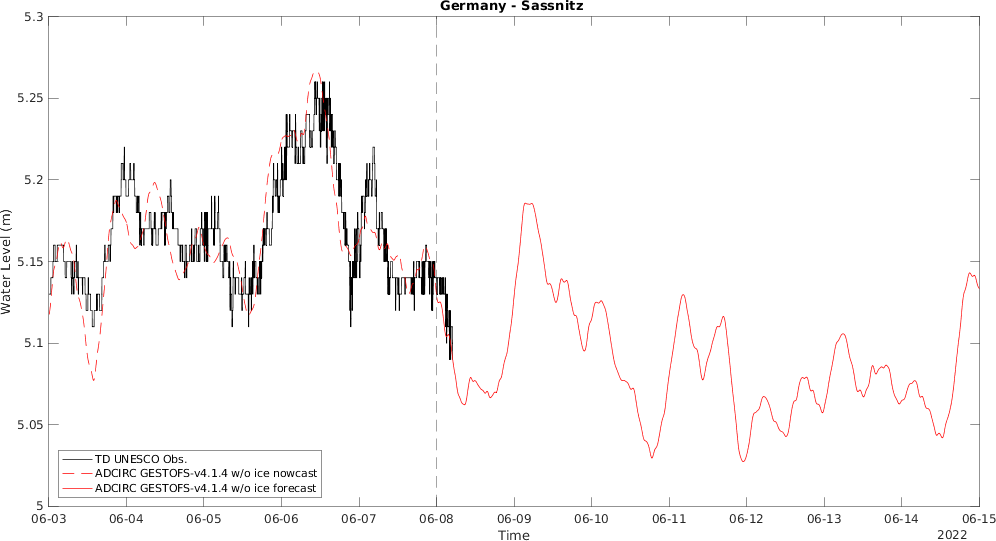 Germany - Sassnitz
5.3
5.25
5.2
5.15
5.1
5.05
5
Water Level (m)
TD UNESCO Obs.
ADCIRC GESTOFS-v4.1.4 w/o ice nowcast
ADCIRC GESTOFS-v4.1.4 w/o ice forecast
06-03 06-04 06-05 06-06 06-07 06-08 06-09 06-10 06-11 06-12 06-13 06-14 06-15
Time
2022